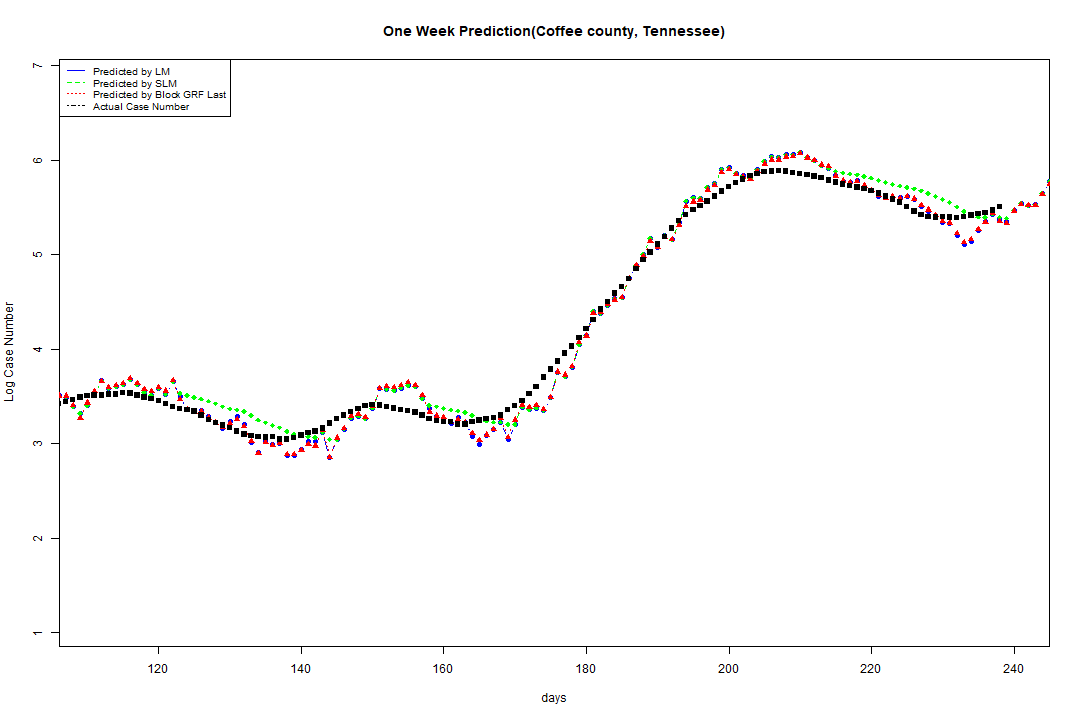 One Week Prediction(Coffee county, Tennessee)
Predicted by LM
Predicted by SLM
Predicted by Block GRF Last
Actual Case Number
7
6
5
4
3
2
1
Log Case Number
120 140 160 180 200 220 240
days